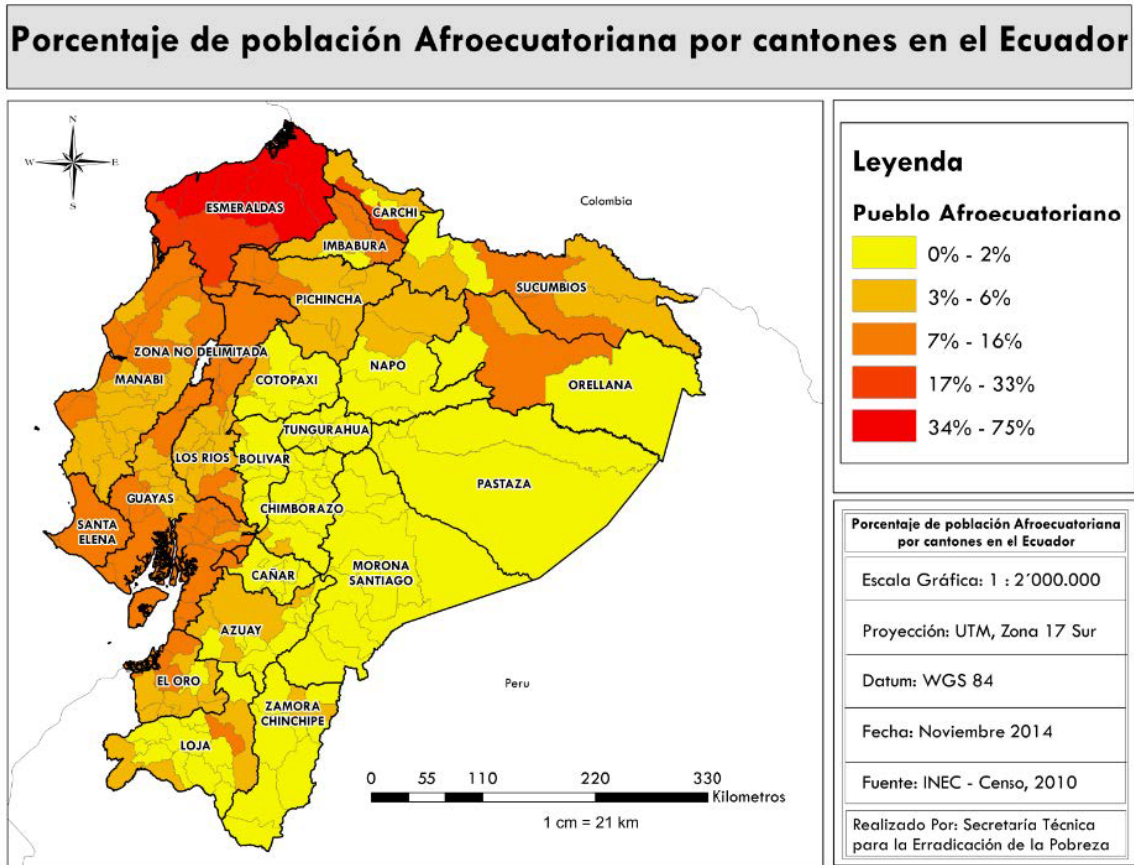 Porcentaje de población Afroecuatoriana por cantones en el Ecuador
N
W
E
S
Colombia
ESMERALDAS
CARCHI
IMBABURA
SUCUMBIOS
PICHINCHA
ZONA NO DELIMITADA
NAPO
MANABI
COTOPAXI
ORELLANA
TUNGURAHUA
LOS RIOS
BOLIVAR
PASTAZA
GUAYAS
CHIMBORAZO
SANTA
ELENA
MORONA
SANTIAGO
CAÑAR
AZUAY
EL ORO
Peru
ZAMORA
CHINCHIPE
LOJA
0 55 110 220 330
Kilometros
1 cm = 21 km
Leyenda
Pueblo Afroecuatoriano
0% - 2%
3% - 6%
7% - 16%
17% - 33%
34% - 75%
Porcentaje de población Afroecuatoriana
por cantones en el Ecuador
Escala Gráfica: 1 : 2´000.000
Proyección: UTM, Zona 17 Sur
Datum: WGS 84
Fecha: Noviembre 2014
Fuente: INEC - Censo, 2010
Realizado Por: Secretaría Técnica
para la Erradicación de la Pobreza